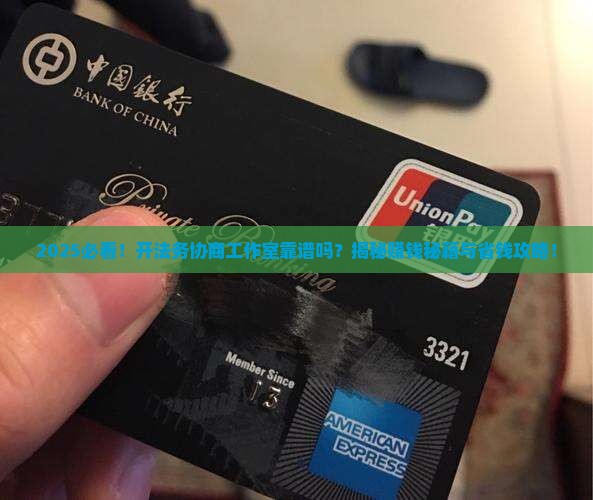 中国銀行
BANK OF CHINA
Private Banking
UnionPay
银联
2025必看！开法务协商工作室靠谱吗？揭秘赚钱秘籍与省钱攻略！
3321
Member Since
13
AMERICAN
EXPRESS